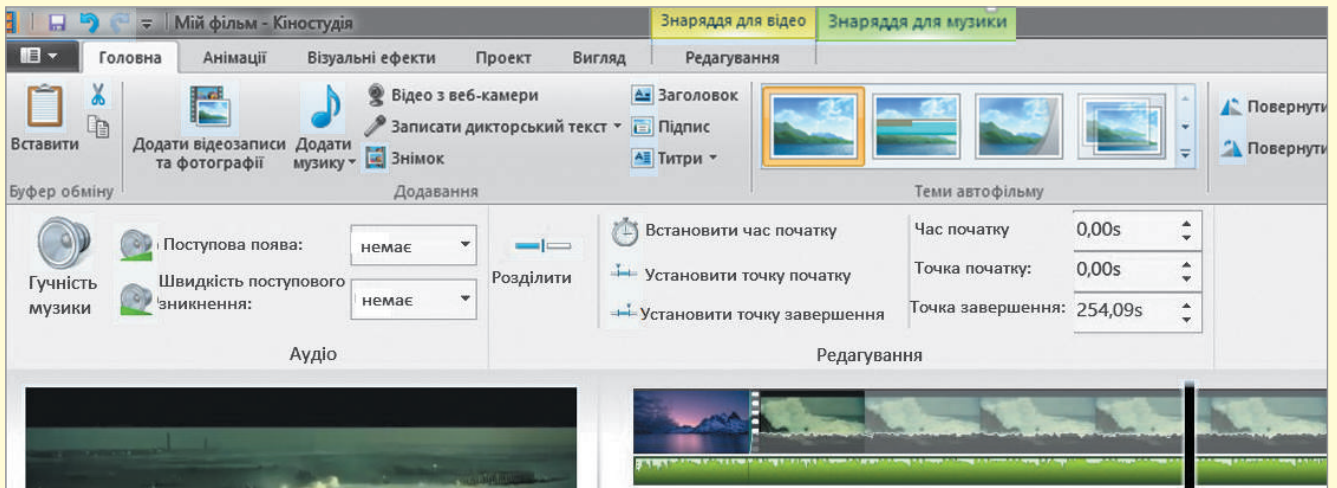 Мій фільм - Кіностудія
Знаряддя для відео
Знаряддя для музики
Головна
Анімації
Візуальні ефекти
Проект
Вигляд
Редагування
Вставити
Буфер обміну
Додати відеозаписи
та фотографії
Додати
музику
Відео з веб-камери
Записати дикторський текст
Знімок
Заголовок
Підпис
Титри
Додавання
Теми автофільму
Повернути
Повернути
Гучність
музики
Поступова поява:
немає
Швидкість поступового
зникнення:
немає
Аудіо
Розділити
Встановити час початку
Установити точку початку
Установити точку завершення
Час початку
0,00s
Точка початку:
0,00s
Точка завершення:
254,09s
Редагування